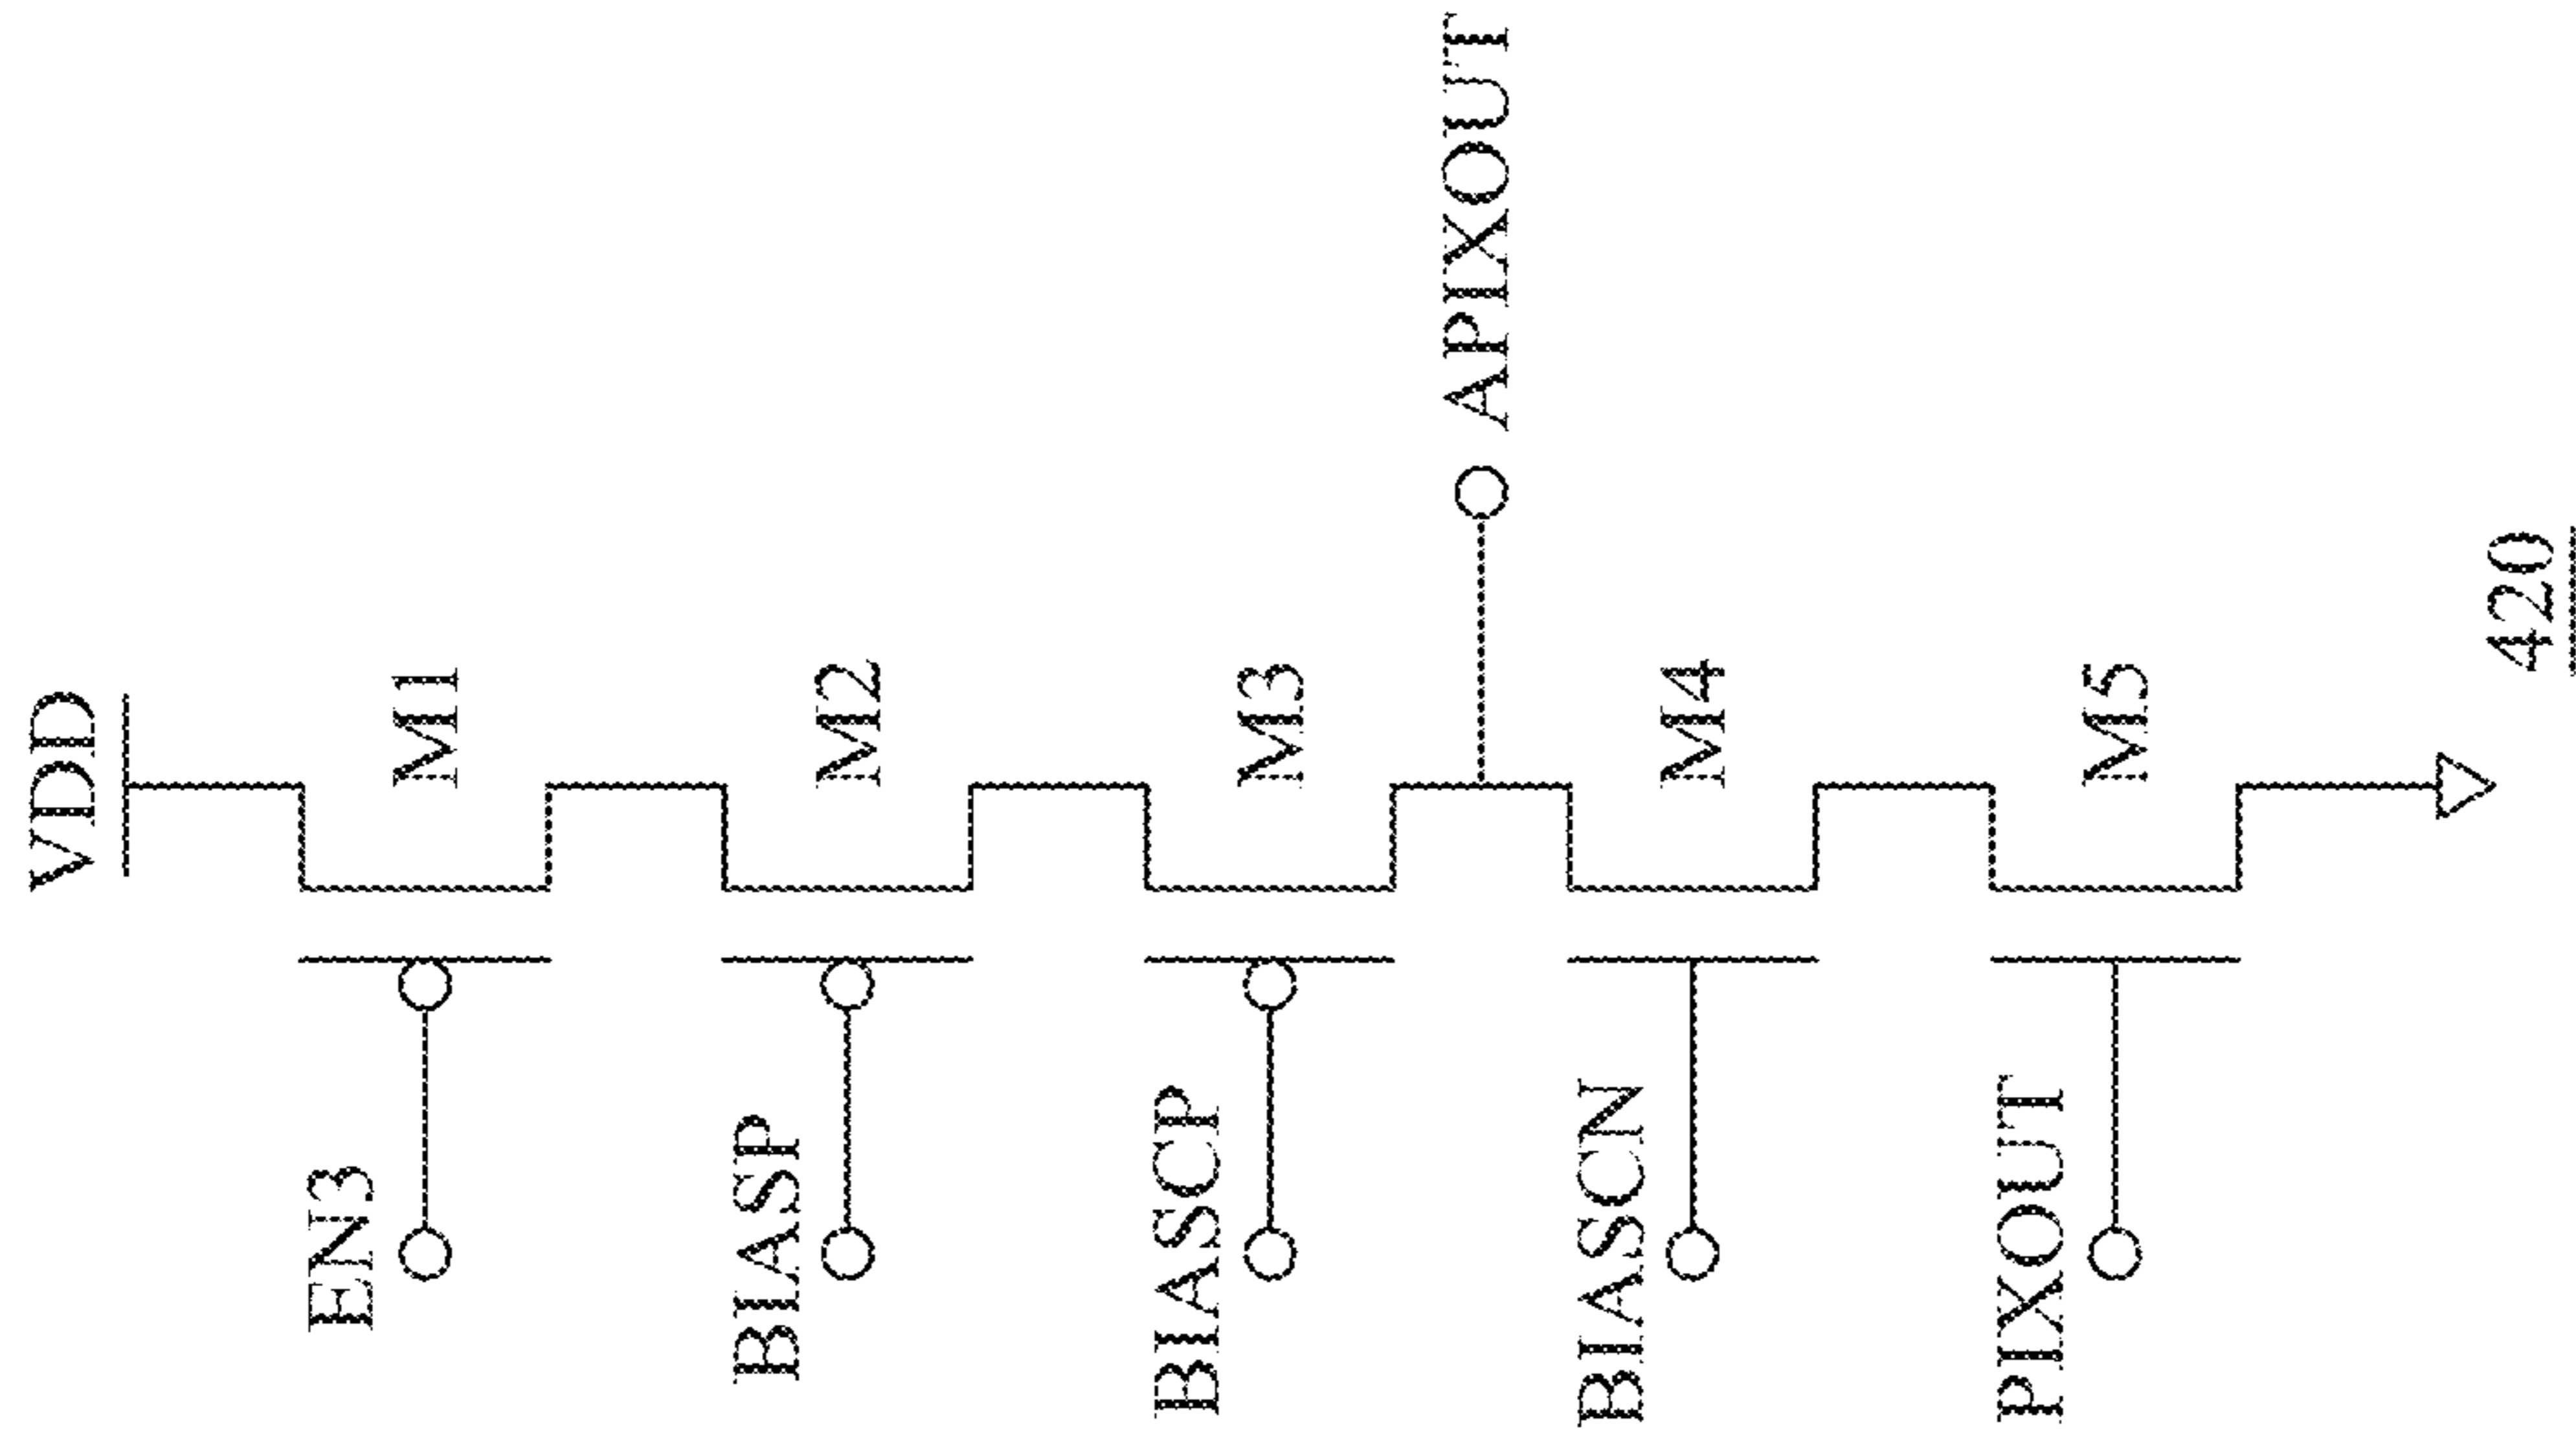 VDD
EN3
M1
BIASP
M2
BIASCP
M3
APIXOUT
BIASCN
M4
PIXOUT
M5
420